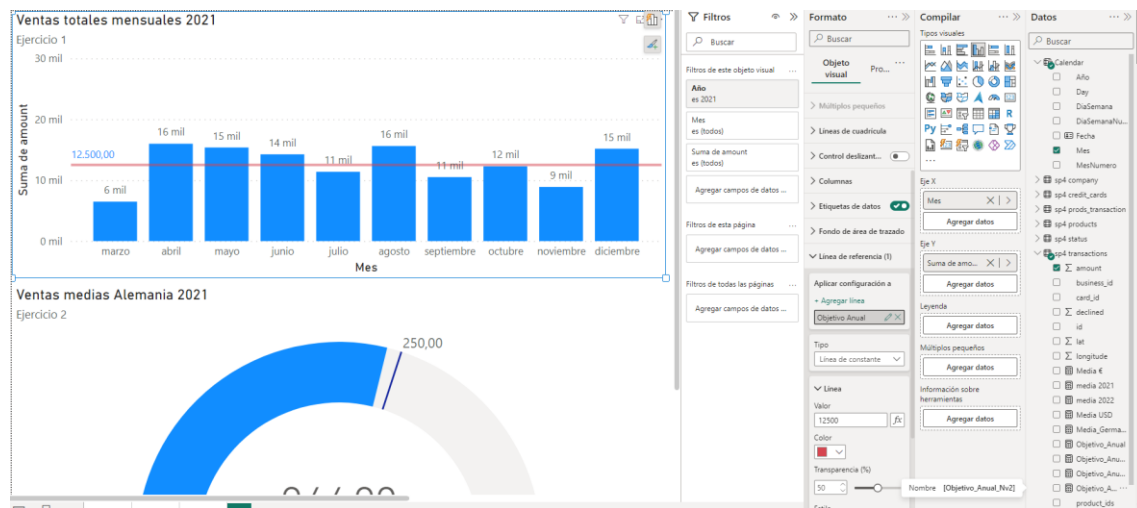 Ventas totales mensuales 2021
Ejercicio 1
30 mil
20 mil
10 mil
0 mil
Suma de amount
12.500,00
6 mil
16 mil
15 mil
14 mil
11 mil
16 mil
11 mil
12 mil
9 mil
15 mil
marzo abril mayo junio julio agosto septiembre octubre noviembre diciembre
Mes
Ventas medias Alemania 2021
Ejercicio 2
250,00
Filtros
Buscar
Filtros de este objeto visual ...
Año
es 2021
Mes
es (todos)
Suma de amount
es (todos)
Agregar campos de datos ...
Filtros de esta página ...
Agregar campos de datos ...
Filtros de todas las páginas ...
Agregar campos de datos ...
Formato ...
Buscar
Objeto visual
Pro... ...
Múltiplos pequeños
Líneas de cuadrícula
Control deslizant...
Columnas
Etiquetas de datos
Fondo de área de trazado
Línea de referencia (1)
Aplicar configuración a
+ Agregar línea
Objetivo Anual
Tipo
Línea de constante
Línea
Valor
12500
fx
Color
Transparencia (%)
50
Compilar ...
Tipos visuales
R
Py
...
Eje X
Mes
Agregar datos
Eje Y
Suma de amo...
Agregar datos
Leyenda
Agregar datos
Múltiplos pequeños
Agregar datos
Información sobre
herramientas
Agregar datos
Nombre [Objetivo_Anual_Nv2]
Datos ...
Buscar
Calendar
Año
Day
DiaSemana
DiaSemanaNu...
Fecha
Mes
MesNumero
sp4 company
sp4 credit_cards
sp4 prods_transaction
sp4 products
sp4 status
sp4 transactions
∑ amount
business_id
card_id
∑ declined
id
∑ lat
∑ longitude
Media €
media 2021
media 2022
Media USD
Media_Germa...
Objetivo_Anual
Objetivo_Anu...
Objetivo_Anu...
Objetivo_A... ...
product_ids